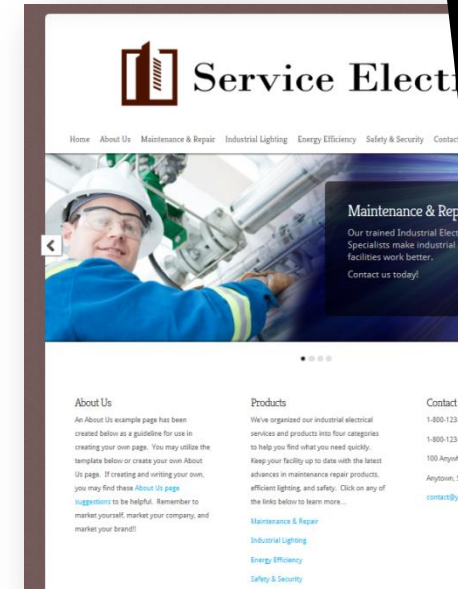 Service
Home About Us Maintenance & Repair Industrial Lighting Energy Efficiency Safety & Security Contact
Maintenance &
Our trained Industrial
Specialists make industrial
facilities work better.
Contact us today!
About Us
An About Us example page has been
created below as a guideline for use in
creating your own page. You may utilize the
template below or create your own About
Us page. If creating and writing your own,
you may find these About Us page
suggestions to be helpful. Remember to
market yourself, market your company, and
market your brand!!
Products
We've organized our industrial electrical
services and products into four categories
to help you find what you need quickly.
Keep your facility up to date with the latest
advances in maintenance repair products,
efficient lighting, and safety. Click on any of
the links below to learn more...
Maintenance & Repair
Industrial Lighting
Energy Efficiency
Safety & Security
Contact
1-800-123
1-800-123
100